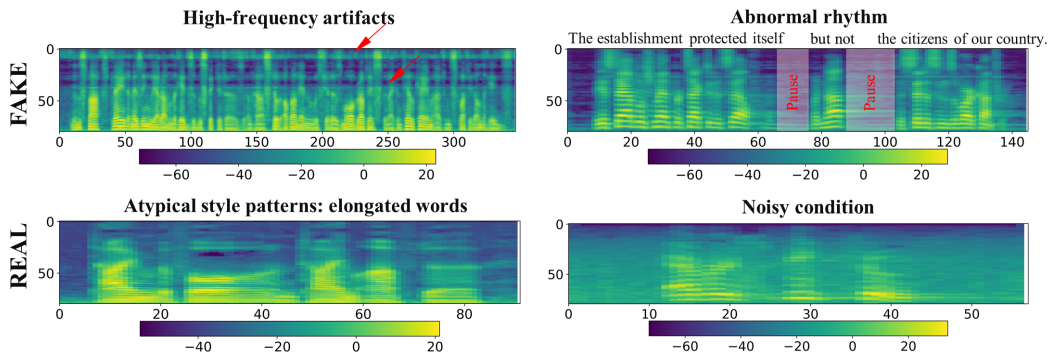 High-frequency artifacts
Abnormal rhythm
The establishment protected itself but not the citizens of our country.
FAKE
0
50
0 50 100 150 200 250 300
−60 −40 −20 0 20
0
50
Pause
Pause
0 20 40 60 80 100 120 140
−60 −40 −20 0 20
Atypical style patterns: elongated words
Noisy condition
REAL
0
50
0 20 40 60 80
−40 −20 0 20
0
50
0 10 20 30 40 50
−60 −40 −20 0 20